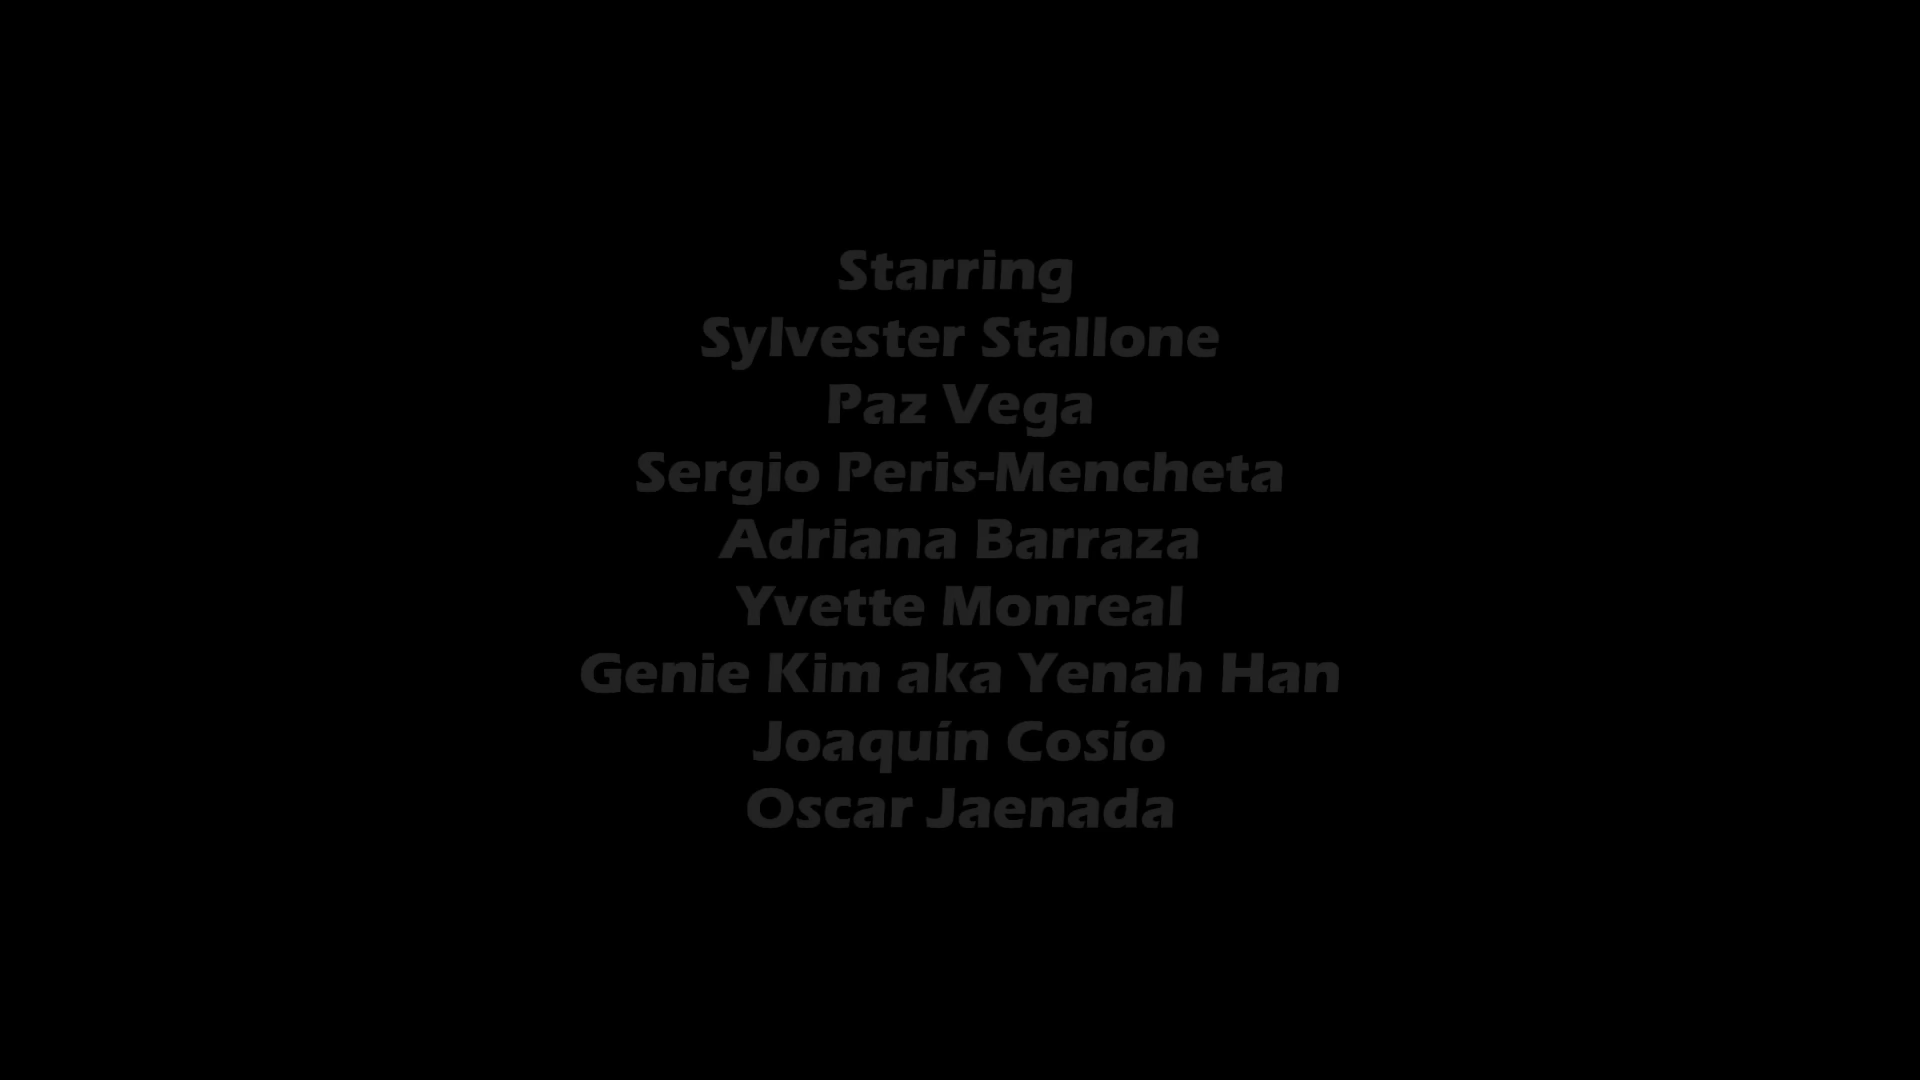 Starring
Sylvester Stallone
Paz Vega
Sergio Peris-Mencheta
Adriana Barraza
Yvette Monreal
Genie Kim aka Yenah Han
Joaquín Cosío
Oscar Jaenada